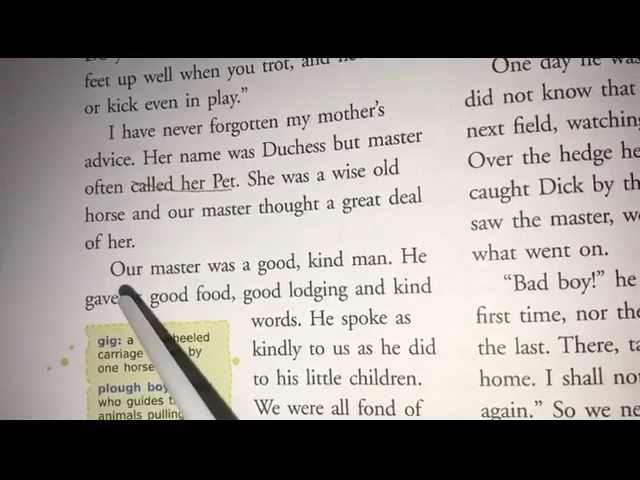 feet up well when you trot, and
or kick even in play."
I have never forgotten my mother's
advice. Her name was Duchess but master
often called her Pet. She was a wise old
horse and our master thought a great deal
of her.
Our master was a good, kind man. He
gave good food, good lodging and kind
words. He spoke as
kindly to us as he did
to his little children.
We were all fond of
gig: a
carriage by
one horse
plough boy
who guides
animals pulling
One day he was
did not know that
next field, watching
Over the hedge he
caught Dick by th
saw the master, w
what went on.
"Bad boy!" he
first time, nor the
the last. There, ta
home. I shall no
again." So we ne